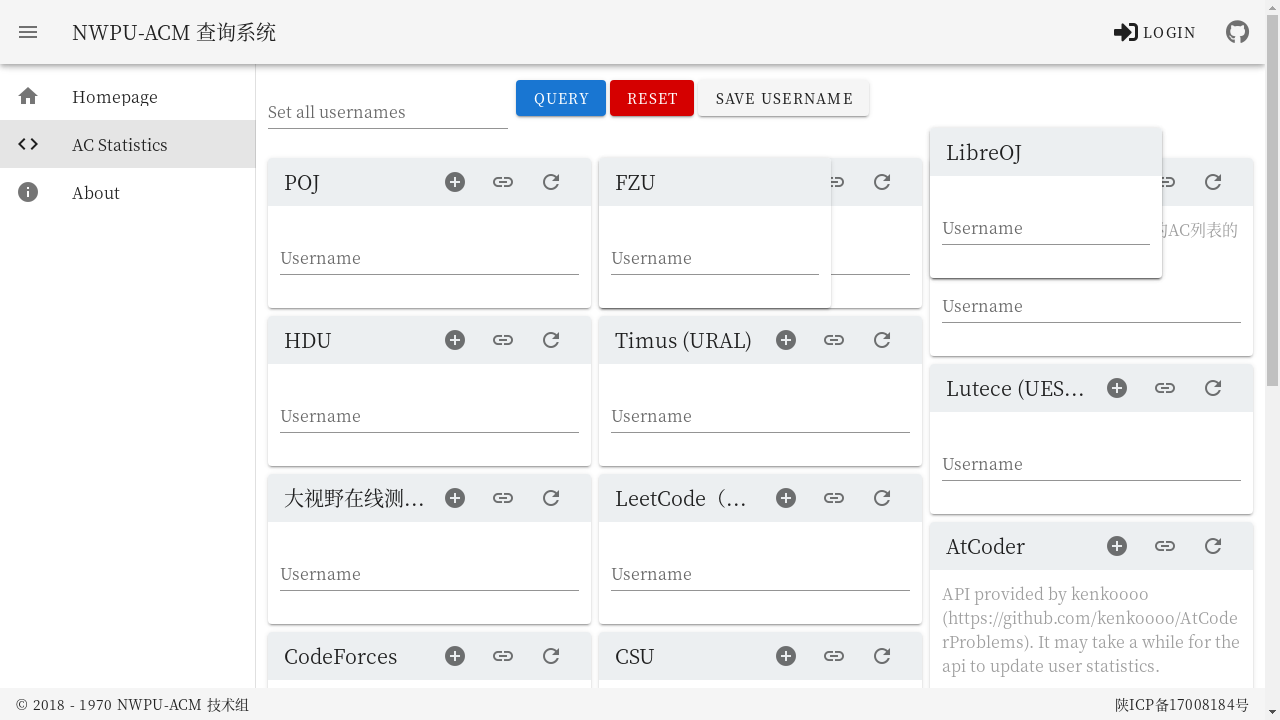 NWPU-ACM 查询系统
LOGIN
Homepage
AC Statistics
About
Set all usernames
QUERY
RESET
SAVE USERNAME
POJ
Username
FZU
Username
LibreOJ
Username
的AC列表的
Username
HDU
Username
Timus (URAL)
Username
Lutece (UES...
Username
大视野在线测...
Username
LeetCode（...
Username
AtCoder
API provided by kenkoooo
(https://github.com/kenkoooo/AtCode
rProblems). It may take a while for the
api to update user statistics.
CodeForces
CSU
© 2018 - 1970 NWPU-ACM 技术组
陕ICP备17008184号